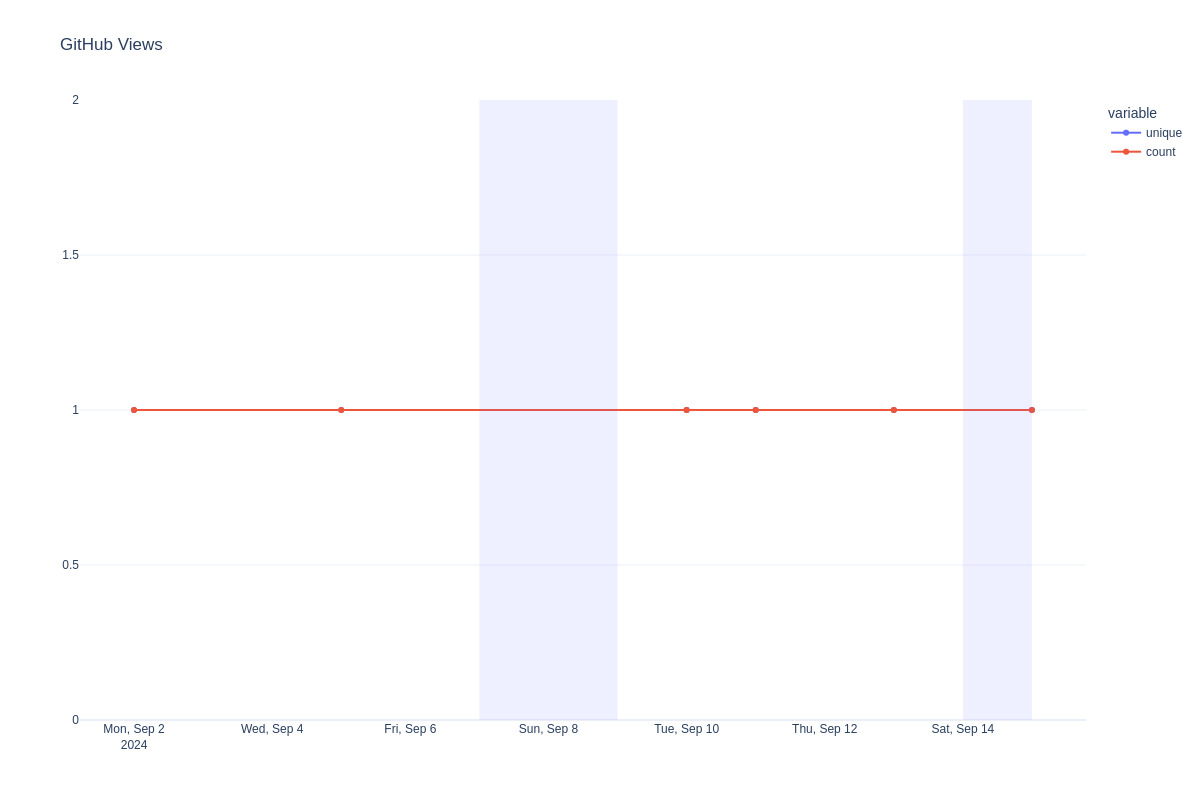 GitHub Views
2
1.5
1
0.5
0
Mon, Sep 2
2024
Wed, Sep 4
Fri, Sep 6
Sun, Sep 8
Tue, Sep 10
Thu, Sep 12
Sat, Sep 14
variable
unique
count